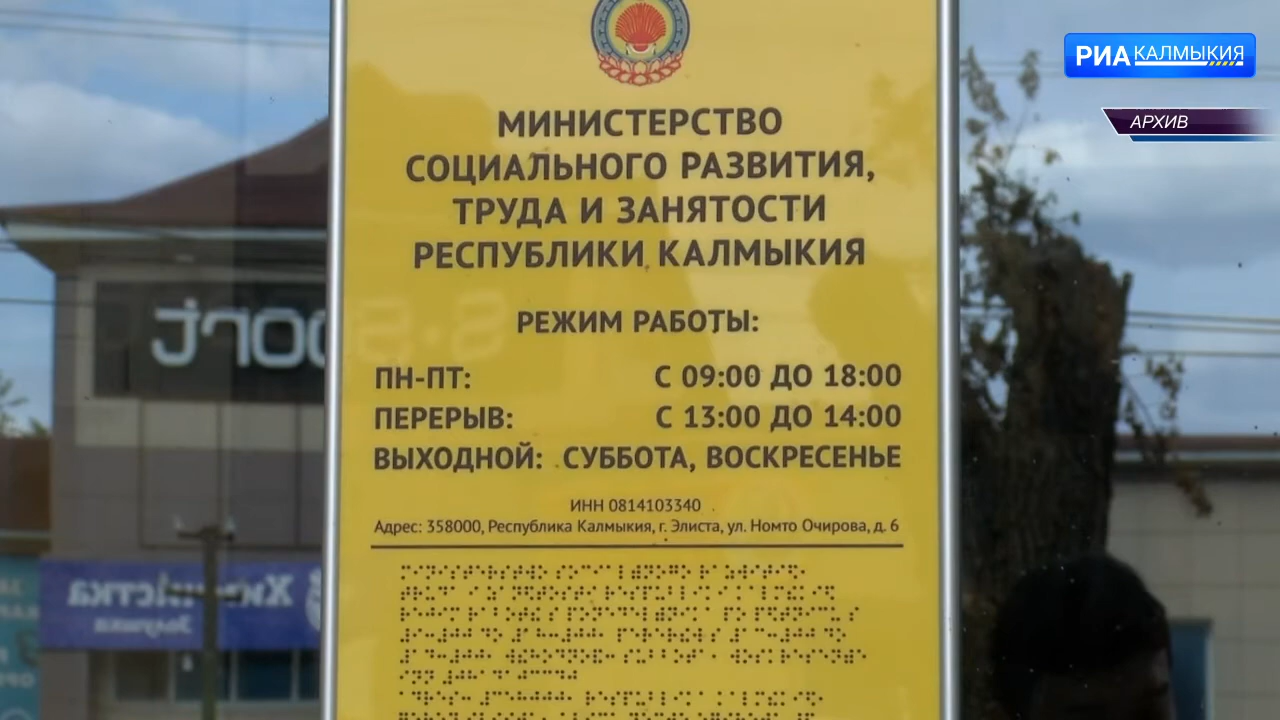 РИА КАЛМЫКИЯ
АРХИВ
МИНИСТЕРСТВО
СОЦИАЛЬНОГО РАЗВИТИЯ,
ТРУДА И ЗАНЯТОСТИ
РЕСПУБЛИКИ КАЛМЫКИЯ
РЕЖИМ РАБОТЫ:
ПН-ПТ: С 09:00 ДО 18:00
ПЕРЕРЫВ: С 13:00 ДО 14:00
ВЫХОДНОЙ: СУББОТА, ВОСКРЕСЕНЬЕ
ИНН 0814103340
Адрес: 358000, Республика Калмыкия, г. Элиста, ул. Номто Очирова, д. 6
Химчистка
Золушка